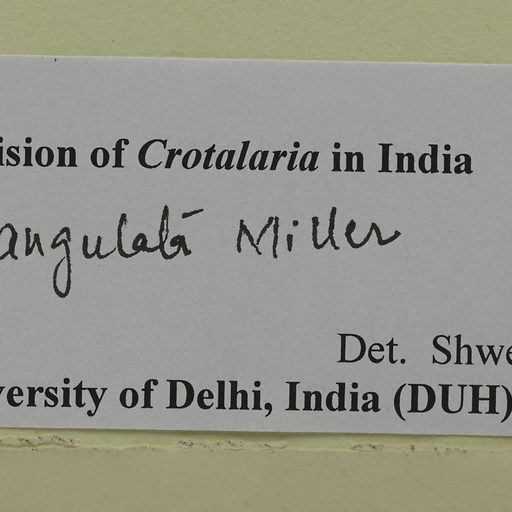 ision of Crotalaria in India
angulata Miller
Det. Shwe
versity of Delhi, India (DUH)